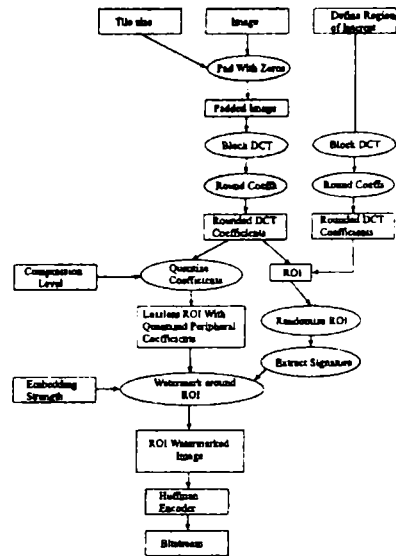 Tile size
Image
Define Region
of Interest
Pad With Zeros
Padded Image
Block DCT
Block DCT
Round Coeffs
Round Coeffs
Rounded DCT
Coefficients
Rounded DCT
Coefficients
Compression
Level
Quantise
Coefficients
ROI
Lossless ROI With
Quantised Peripheral
Coefficients
Randomise ROI
Extract Signature
Embedding
Strength
Watermark around
ROI
ROI Watermarked
Image
Huffman
Encoder
Bitstream